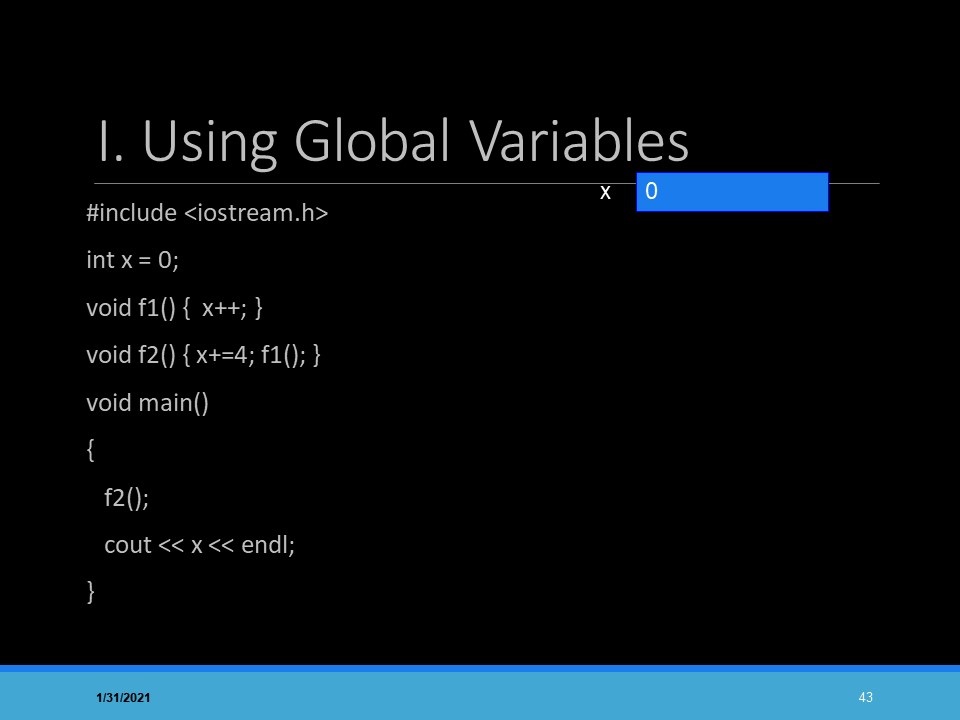 I. Using Global Variables
x 0
#include <iostream.h>
int x = 0;
void f1() {  x++; }
void f2() { x+=4; f1(); }
void main()
{
f2();
cout << x << endl;
}
1/31/2021 43